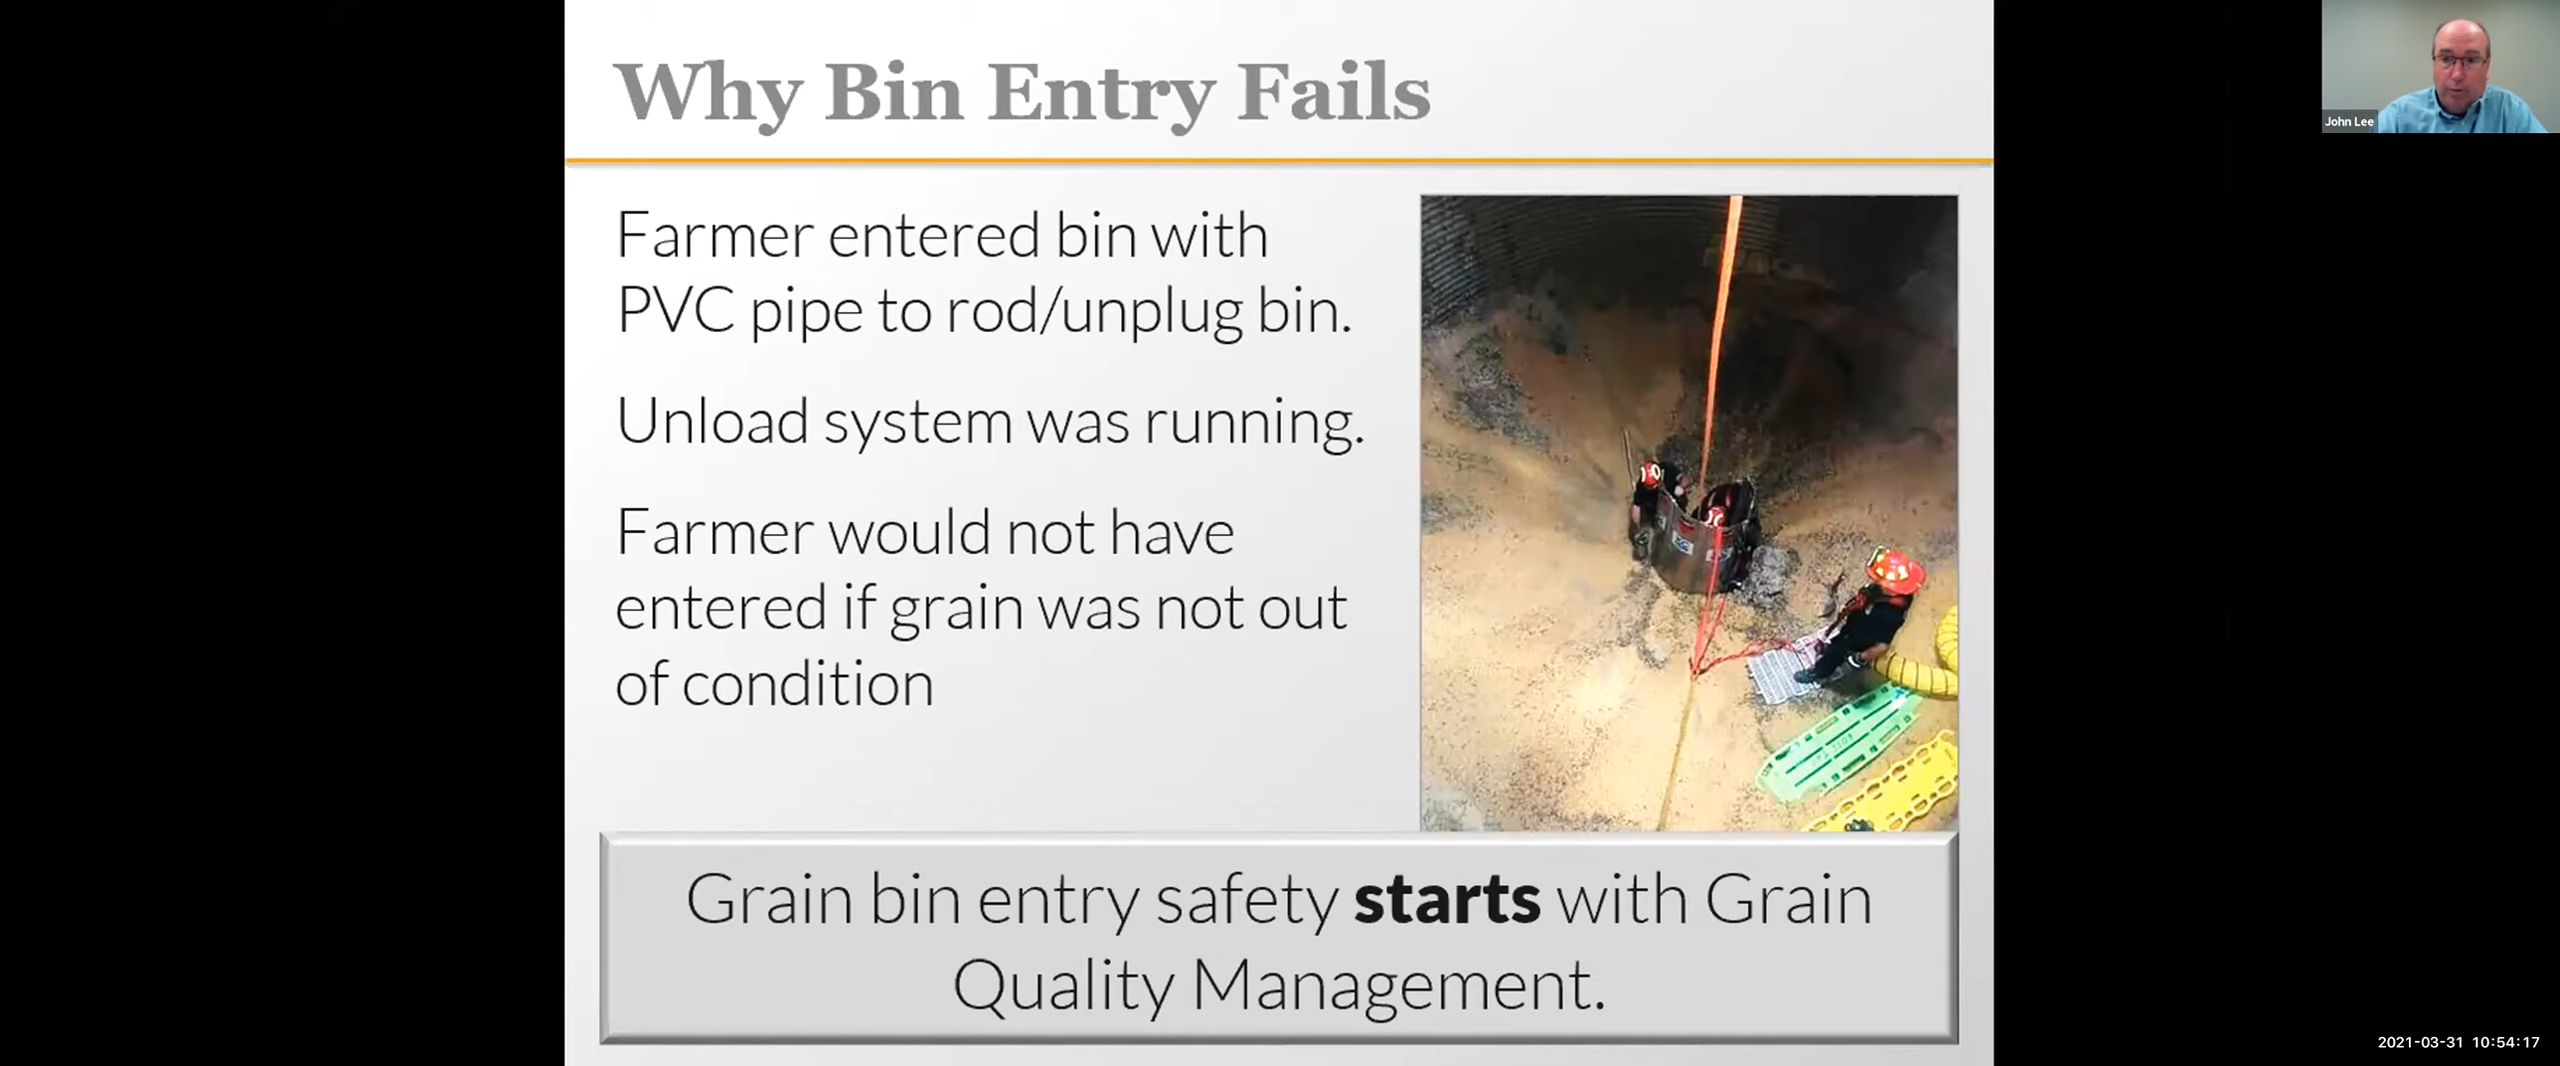 Why Bin Entry Fails
John Lee
Farmer entered bin with
PVC pipe to rod/unplug bin.
Unload system was running.
Farmer would not have
entered if grain was not out
of condition
Grain bin entry safety starts with Grain
Quality Management.
2021-03-31 10:54:17